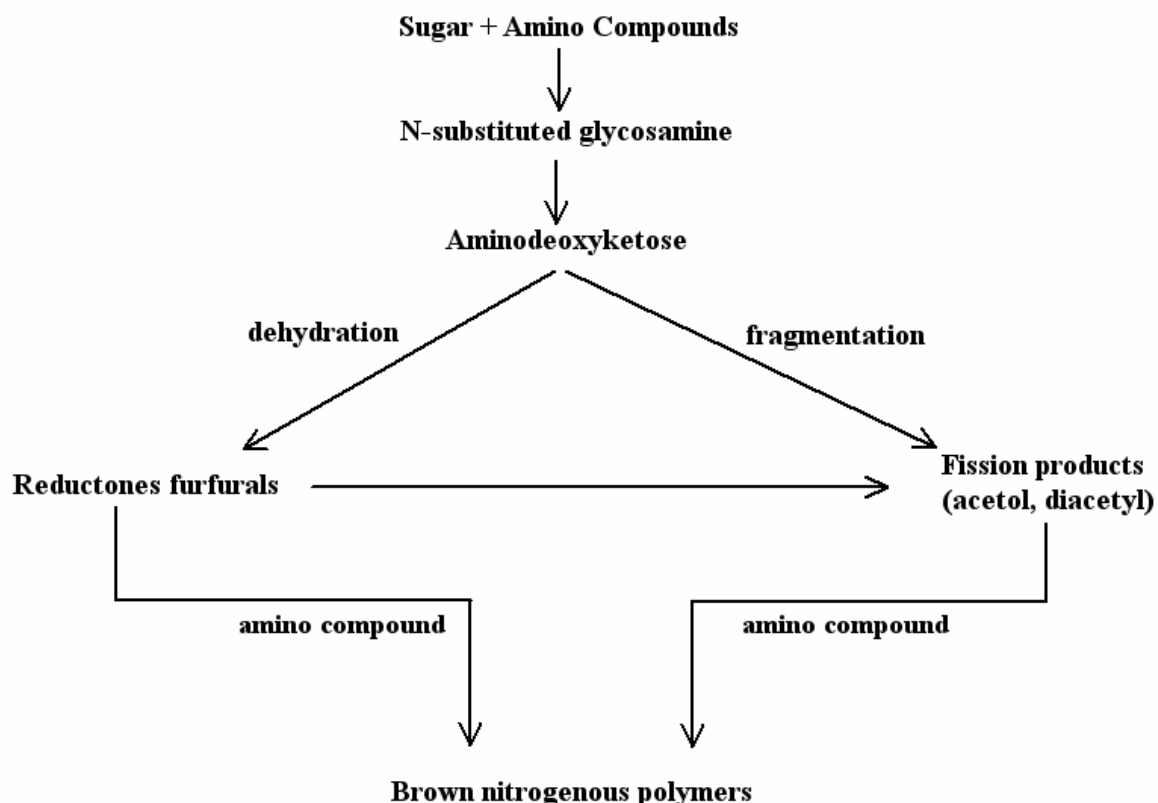 Sugar + Amino Compounds
N-substituted glycosamine
Aminodeoxyketose
dehydration
fragmentation
Reductones furfurals
Fission products
(acetol, diacetyl)
amino compound
amino compound
Brown nitrogenous polymers